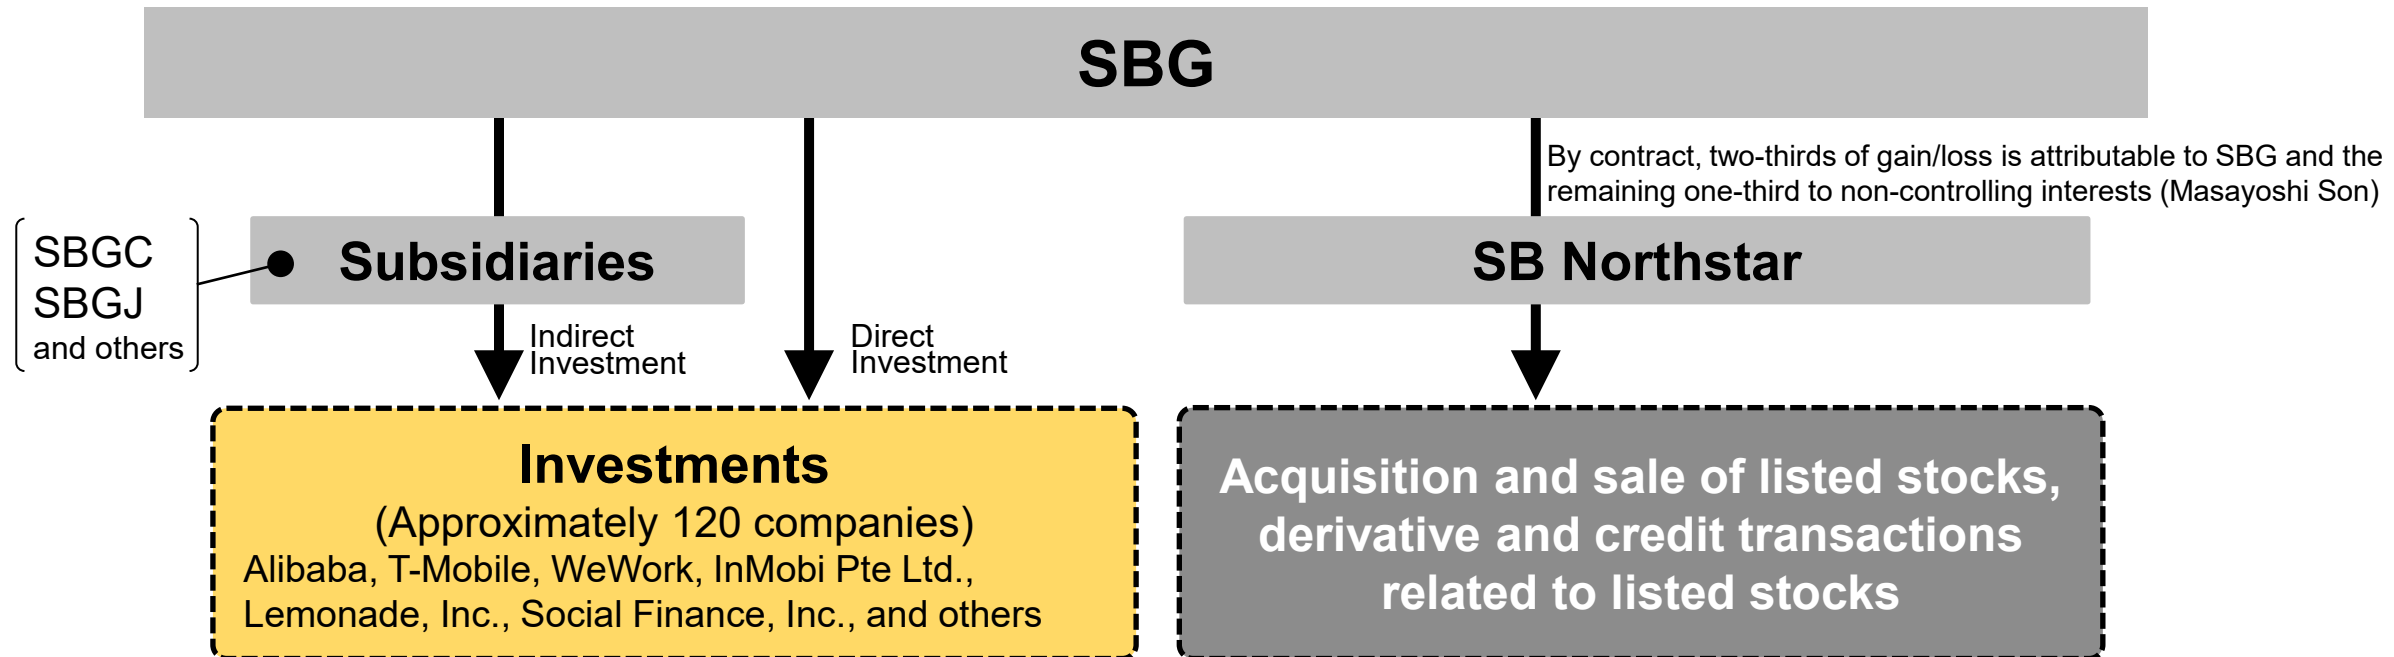 SBG
By contract, two-thirds of gain/loss is attributable to SBG and the
remaining one-third to non-controlling interests (Masayoshi Son)
SBGC
SBGJ
and others
Subsidiaries
SB Northstar
Indirect
Investment
Direct
Investment
Investments
(Approximately 120 companies)
Alibaba, T-Mobile, WeWork, InMobi Pte Ltd.,
Lemonade, Inc., Social Finance, Inc., and others
Acquisition and sale of listed stocks,
derivative and credit transactions
related to listed stocks